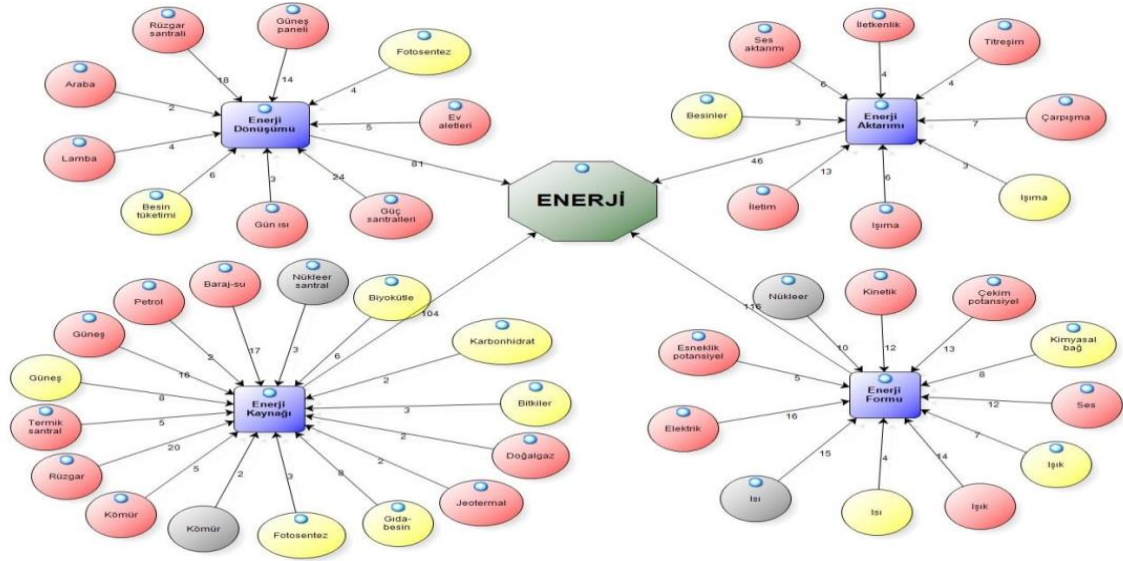 Rüzgar
santrali
18
Güneş
paneli
14
Fotosentez
4
Araba
2
Enerji
Dönüşümü
5
Ev
aletleri
Lamba
4
6
Besin
tüketimi
3
Gün ısı
24
Güç
santralleri
81
ENERJİ
Ses
aktarımı
6
İletkenlik
4
Titreşim
4
Besinler
3
Enerji
Aktarımı
7
Çarpışma
46
13
İletim
6
Işıma
3
Işıma
Petrol
2
Baraj-su
17
Nükleer
santral
3
Biyokütle
6
104
Karbonhidrat
2
Güneş
16
Güneş
8
Enerji
Kaynağı
3
Bitkiler
Termik
santral
5
2
Doğalgaz
Rüzgar
20
2
Jeotermal
Kömür
5
2
Kömür
3
Fotosentez
8
Gıda-
besin
116
Nükleer
10
Kinetik
12
Çekim
potansiyel
13
Esneklik
potansiyel
5
Kimyasal
bağ
8
Enerji
Formu
Elektrik
16
12
Ses
15
Isı
4
Isı
14
Işık
7
Işık